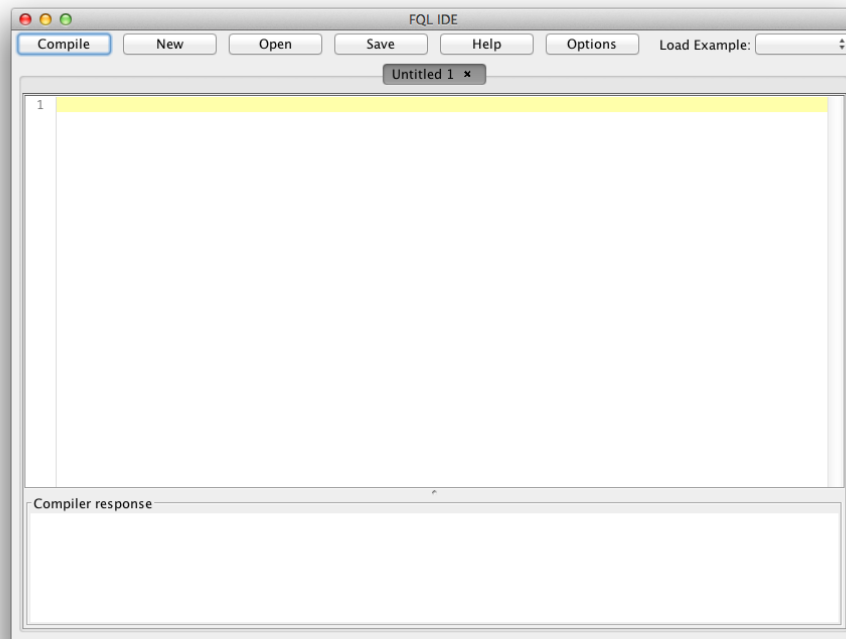 FQL IDE
Compile New Open Save Help Options Load Example:
Untitled 1 ×
1
Compiler response